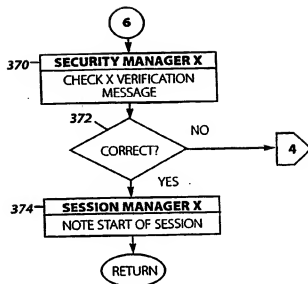 6
370
SECURITY MANAGER X
CHECK X VERIFICATION
MESSAGE
372
NO
CORRECT?
4
YES
374
SESSION MANAGER X
NOTE START OF SESSION
RETURN